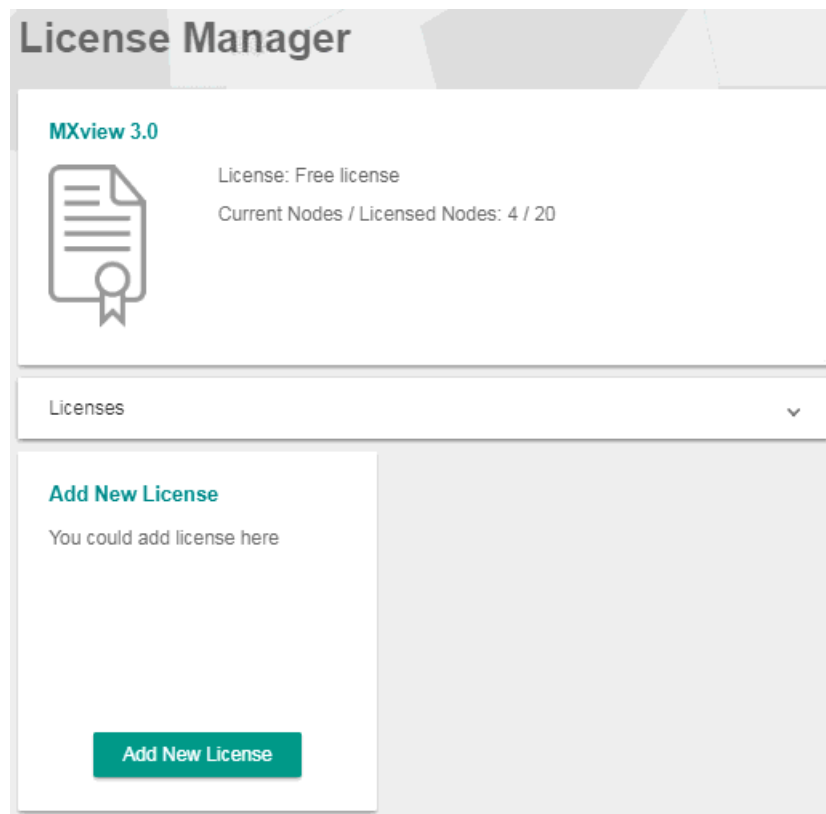 License Manager
MXview 3.0
License: Free license
Current Nodes / Licensed Nodes: 4 / 20
Licenses
Add New License
You could add license here
Add New License